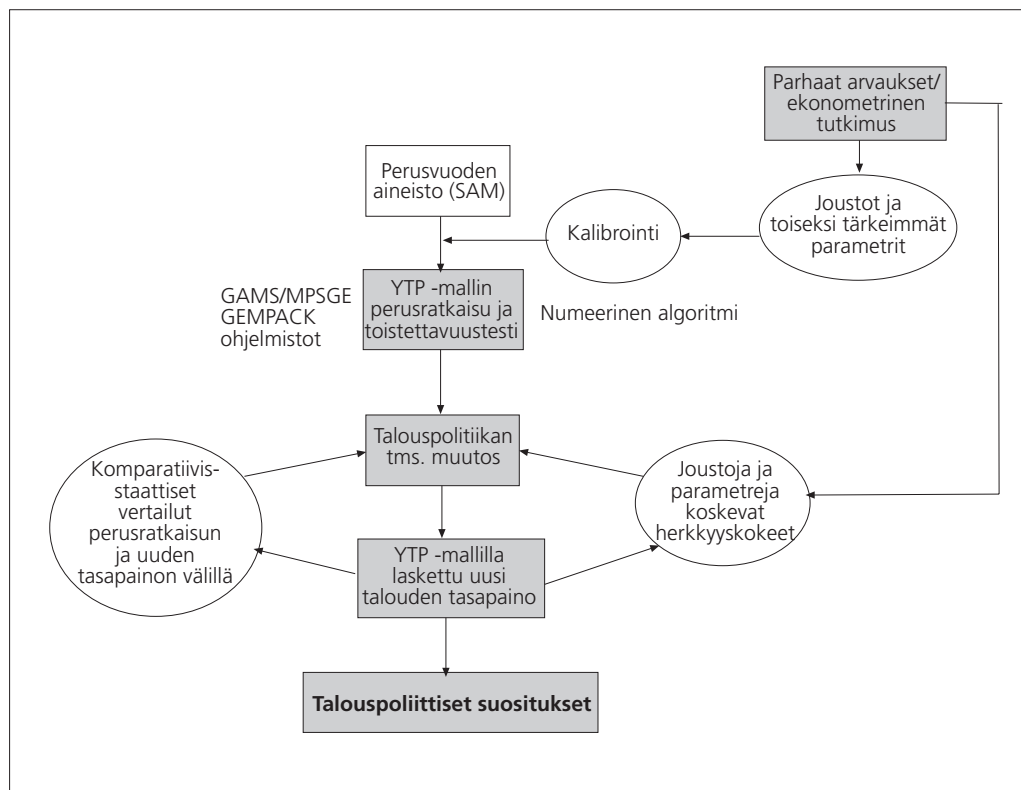 Parhaat arvaukset/
ekonometrinen
tutkimus
Perusvuoden
aineisto (SAM)
Joustot ja
toiseksi tärkeimmät
parametrit
Kalibrointi
GAMS/MPSGE
GEMPACK
ohjelmistot
YTP -mallin
perusratkaisu ja
toistettavuustesti
Numeerinen algoritmi
Talouspolitiikan
tms. muutos
Komparatiivis-
staattiset
vertailut
perusratkaisun
ja uuden
tasapainon välillä
Joustoja ja
parametreja
koskevat
herkkyyskokeet
YTP -mallilla
laskettu uusi
talouden tasapaino
Talouspoliittiset suositukset